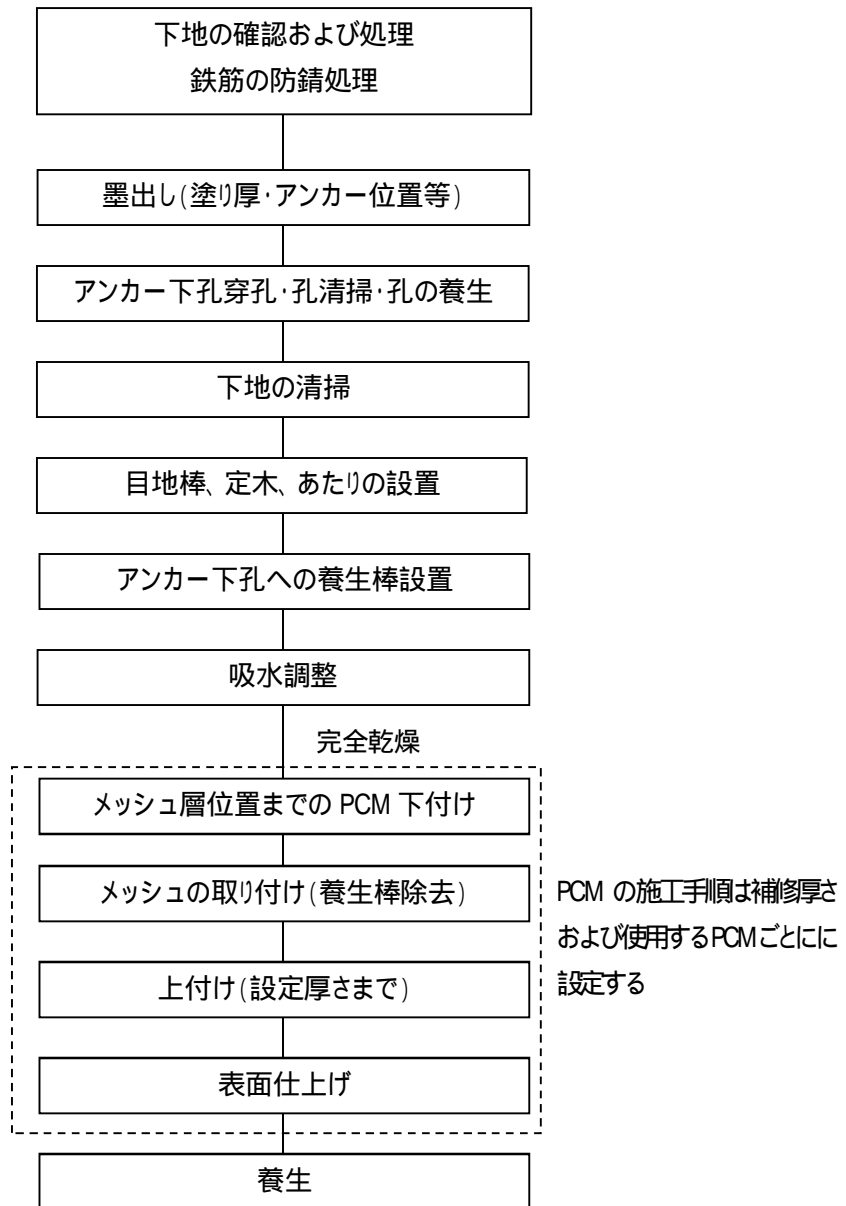 下地の確認および処理
鉄筋の防錆処理
墨出し(塗り厚･アンカー位置等)
アンカー下孔穿孔･孔清掃･孔の養生
下地の清掃
目地棒、定木、あたりの設置
アンカー下孔への養生棒設置
吸水調整
完全乾燥
メッシュ層位置までの PCM 下付け
メッシュの取り付け(養生棒除去)
上付け(設定厚さまで)
表面仕上げ
PCM の施工手順は補修厚さ
および使用するPCMごとにに
設定する
養生